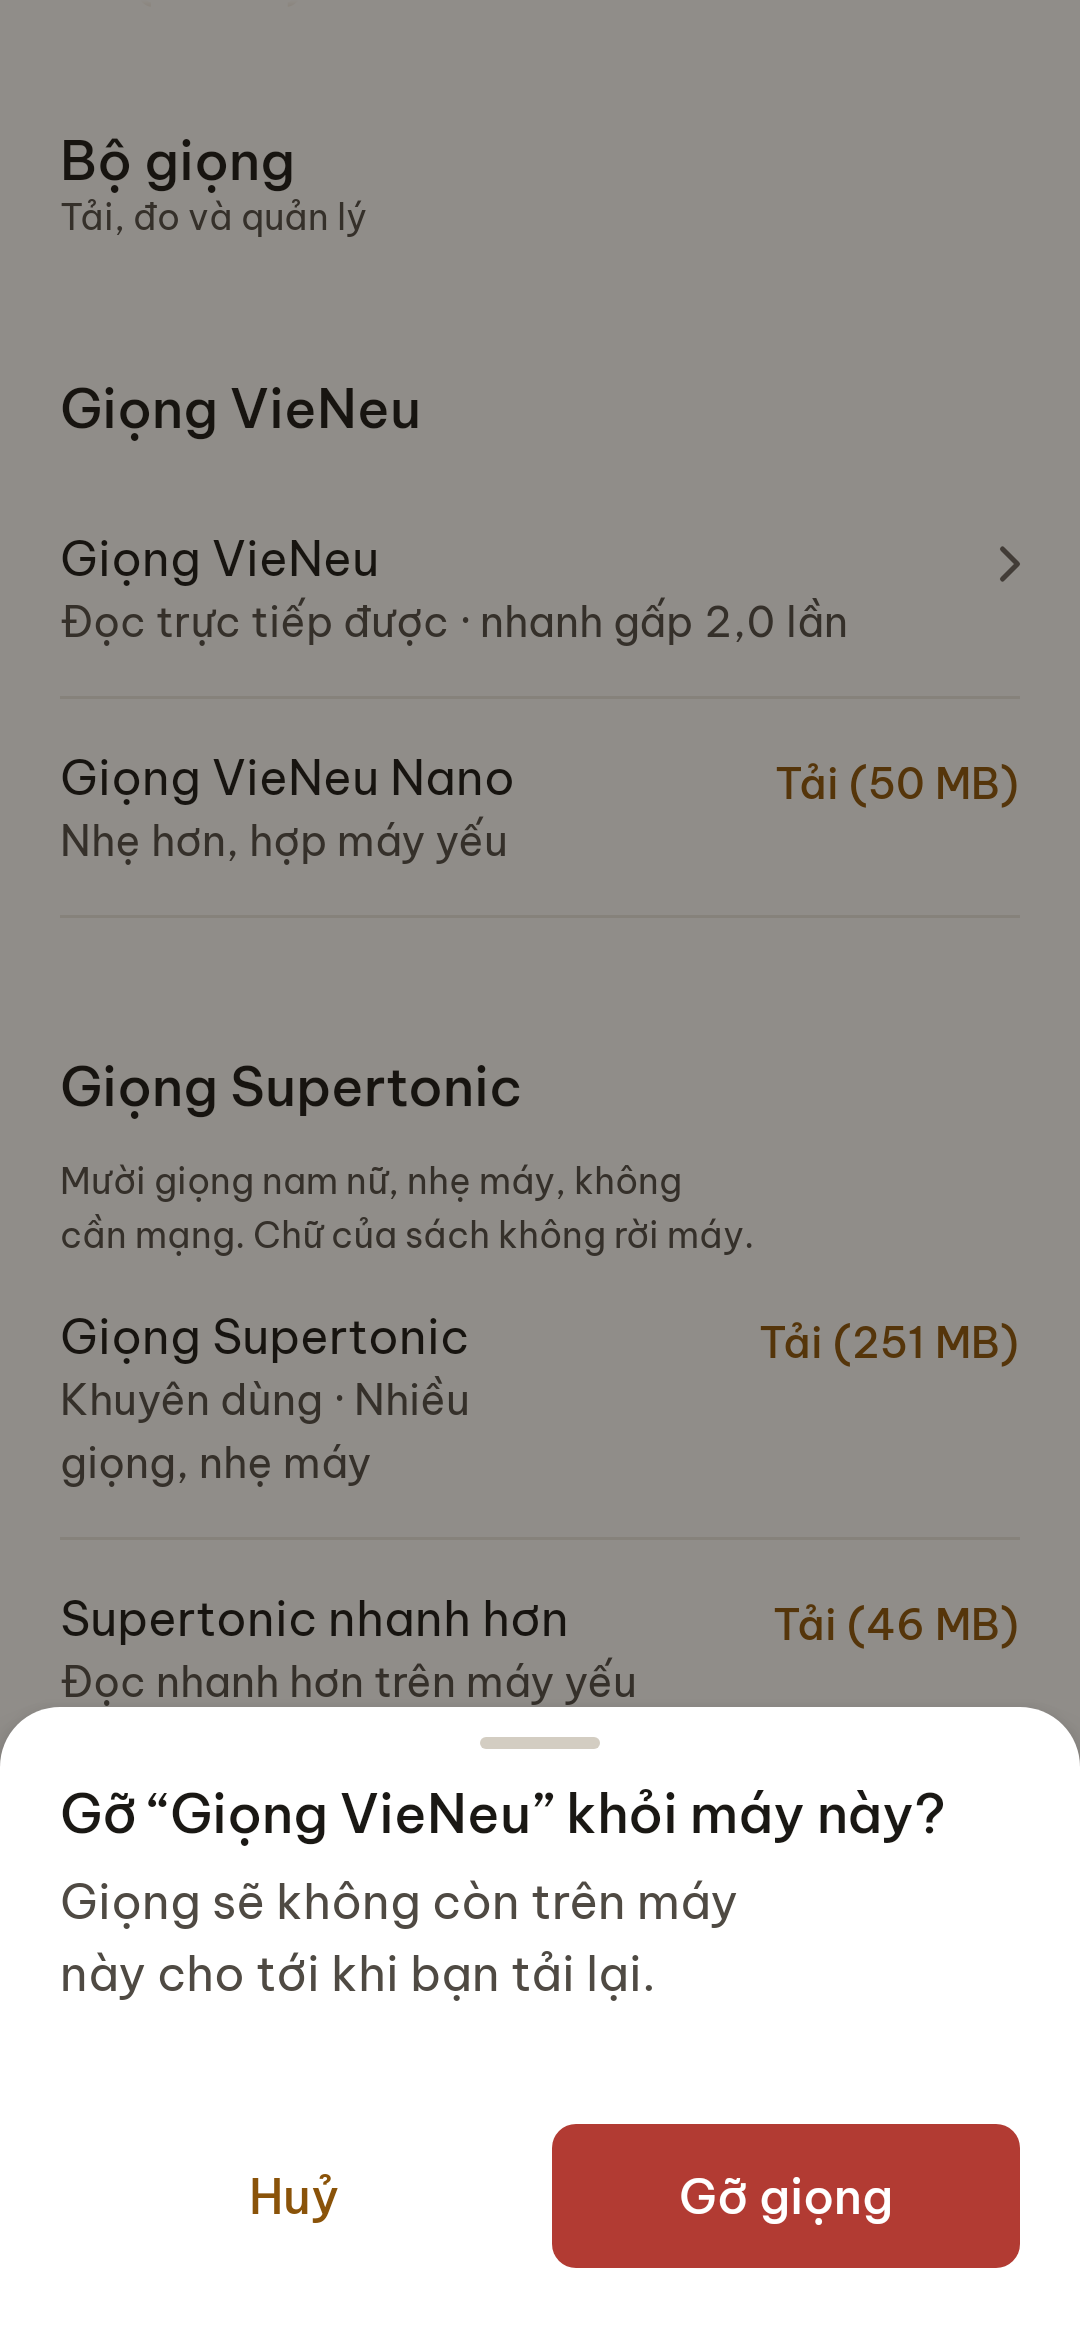 Bộ giọng
Tải, đo và quản lý
Giọng VieNeu
Giọng VieNeu
Đọc trực tiếp được · nhanh gấp 2,0 lần
Giọng VieNeu Nano
Tải (50 MB)
Nhẹ hơn, hợp máy yếu
Giọng Supertonic
Mười giọng nam nữ, nhẹ máy, không
cần mạng. Chữ của sách không rời máy.
Giọng Supertonic
Tải (251 MB)
Khuyên dùng · Nhiều
giọng, nhẹ máy
Supertonic nhanh hơn
Tải (46 MB)
Đọc nhanh hơn trên máy yếu
Gỡ “Giọng VieNeu” khỏi máy này?
Giọng sẽ không còn trên máy
này cho tới khi bạn tải lại.
Huỷ
Gỡ giọng